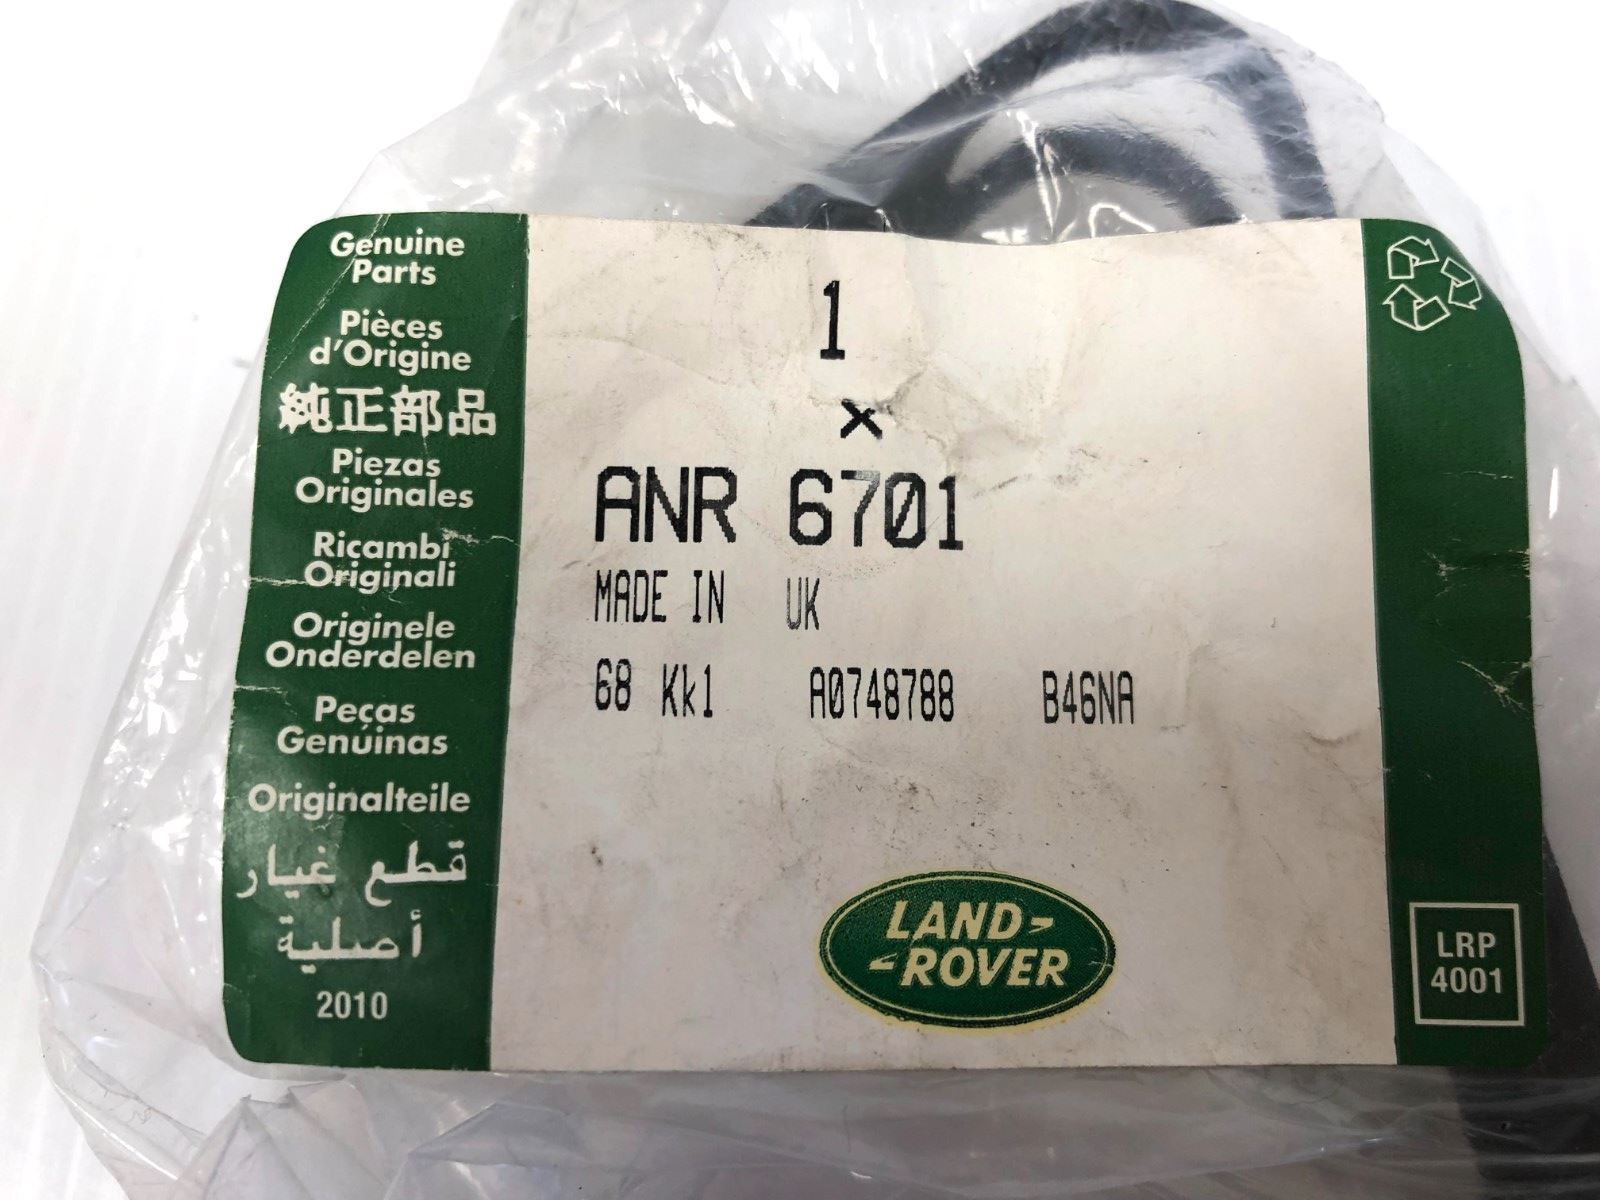 Genuine
Parts
Pièces
d'Origine
純正部品
Piezas
Originales
Ricambi
Originali
Originele
Onderdelen
Peças
Genúinas
Originalteile
قطع غيار
أصلية
2010
1
×
ANR 6701
MADE IN UK
68 Kk1 A0748788 B46NA
LAND-
-ROVER
LRP
4001